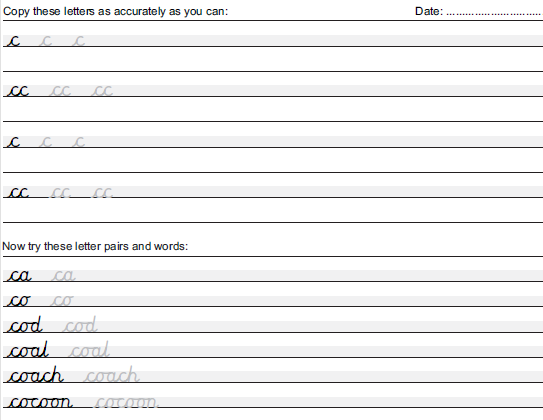 Copy these letters as accurately as you can: Date: .............................
c c c
cc cc cc
c c c
cc cc cc
Now try these letter pairs and words:
ca ca
co co
cod cod
coal coal
coach coach
cocoon cocoon